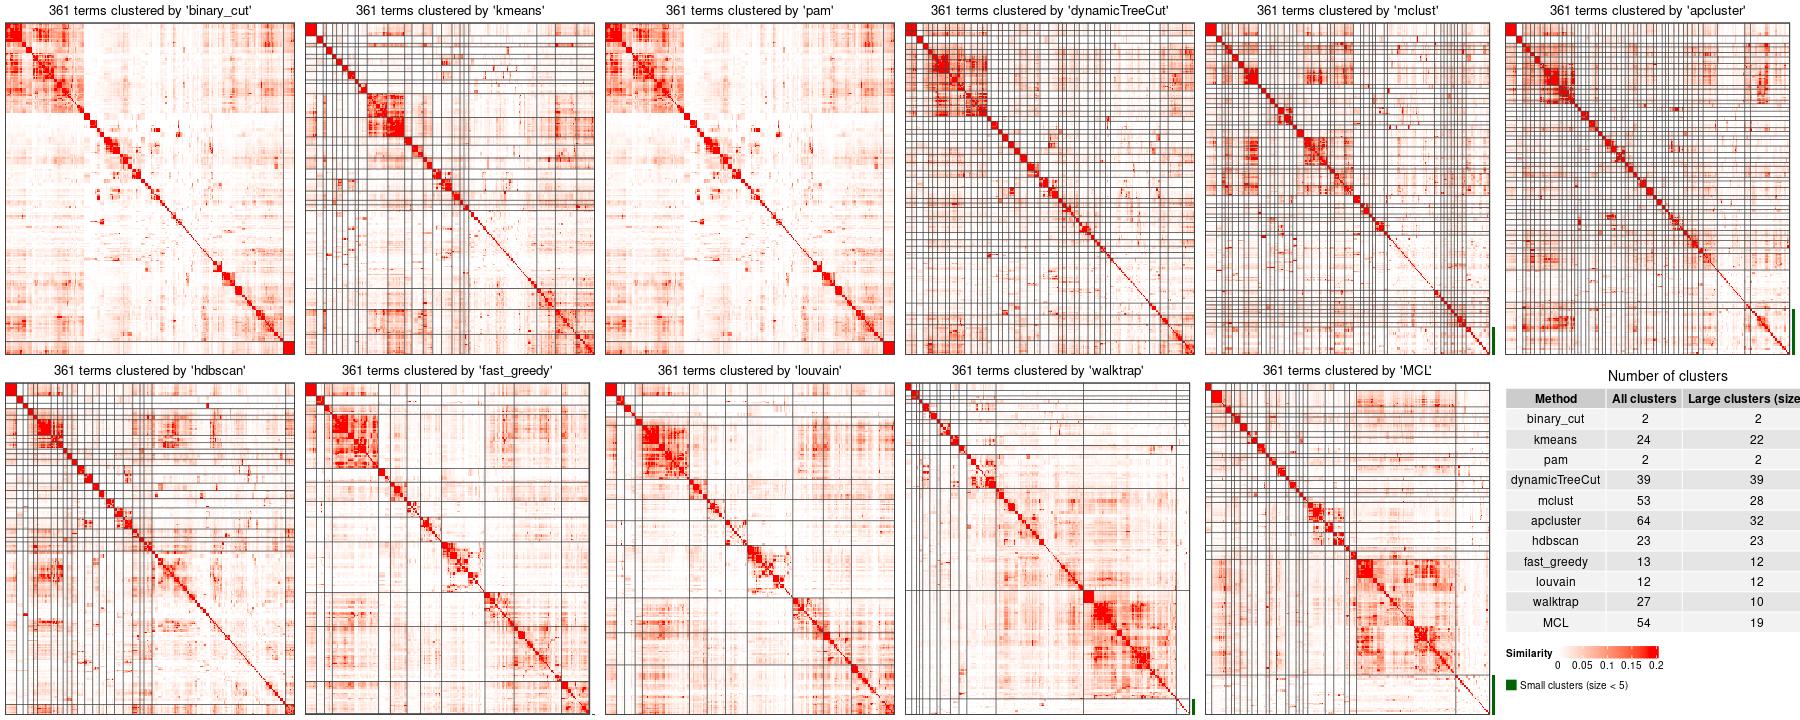 361 terms clustered by 'binary_cut'
361 terms clustered by 'kmeans'
361 terms clustered by 'pam'
361 terms clustered by 'dynamicTreeCut'
361 terms clustered by 'mclust'
361 terms clustered by 'apcluster'
361 terms clustered by 'hdbscan'
361 terms clustered by 'fast_greedy'
361 terms clustered by 'louvain'
361 terms clustered by 'walktrap'
361 terms clustered by 'MCL'
Number of clusters
Method All clusters Large clusters (size
binary_cut 2 2
kmeans 24 22
pam 2 2
dynamicTreeCut 39 39
mclust 53 28
apcluster 64 32
hdbscan 23 23
fast_greedy 13 12
louvain 12 12
walktrap 27 10
MCL 54 19
Similarity
0 0.05 0.1 0.15 0.2
Small clusters (size < 5)